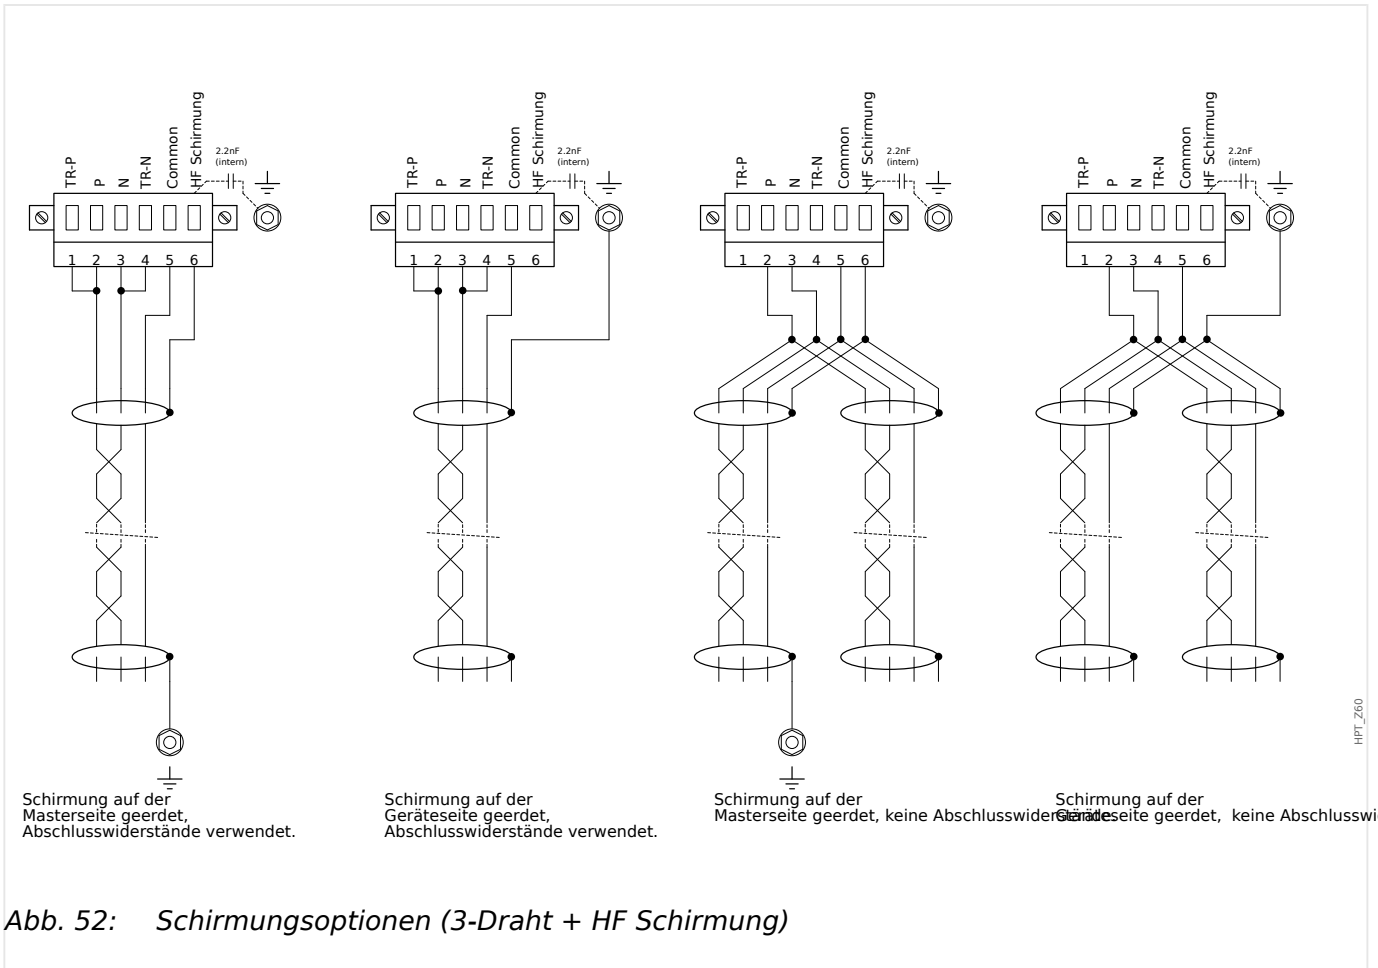 TR-P P N TR-N Common HF Schirmung
2.2nF
(intern)
1 2 3 4 5 6
TR-P P N TR-N Common HF Schirmung
2.2nF
(intern)
1 2 3 4 5 6
TR-P P N TR-N Common HF Schirmung
2.2nF
(intern)
1 2 3 4 5 6
TR-P P N TR-N Common HF Schirmung
2.2nF
(intern)
1 2 3 4 5 6
HPT_Z60
Schirmung auf der
Masterseite geerdet,
Abschlusswiderstände verwendet.
Schirmung auf der
Geräteseite geerdet,
Abschlusswiderstände verwendet.
Schirmung auf der
Masterseite geerdet, keine Abschlusswiderstände.
Schirmung auf der
Geräteseite geerdet, keine Abschlusswi
Abb. 52: Schirmungsoptionen (3-Draht + HF Schirmung)